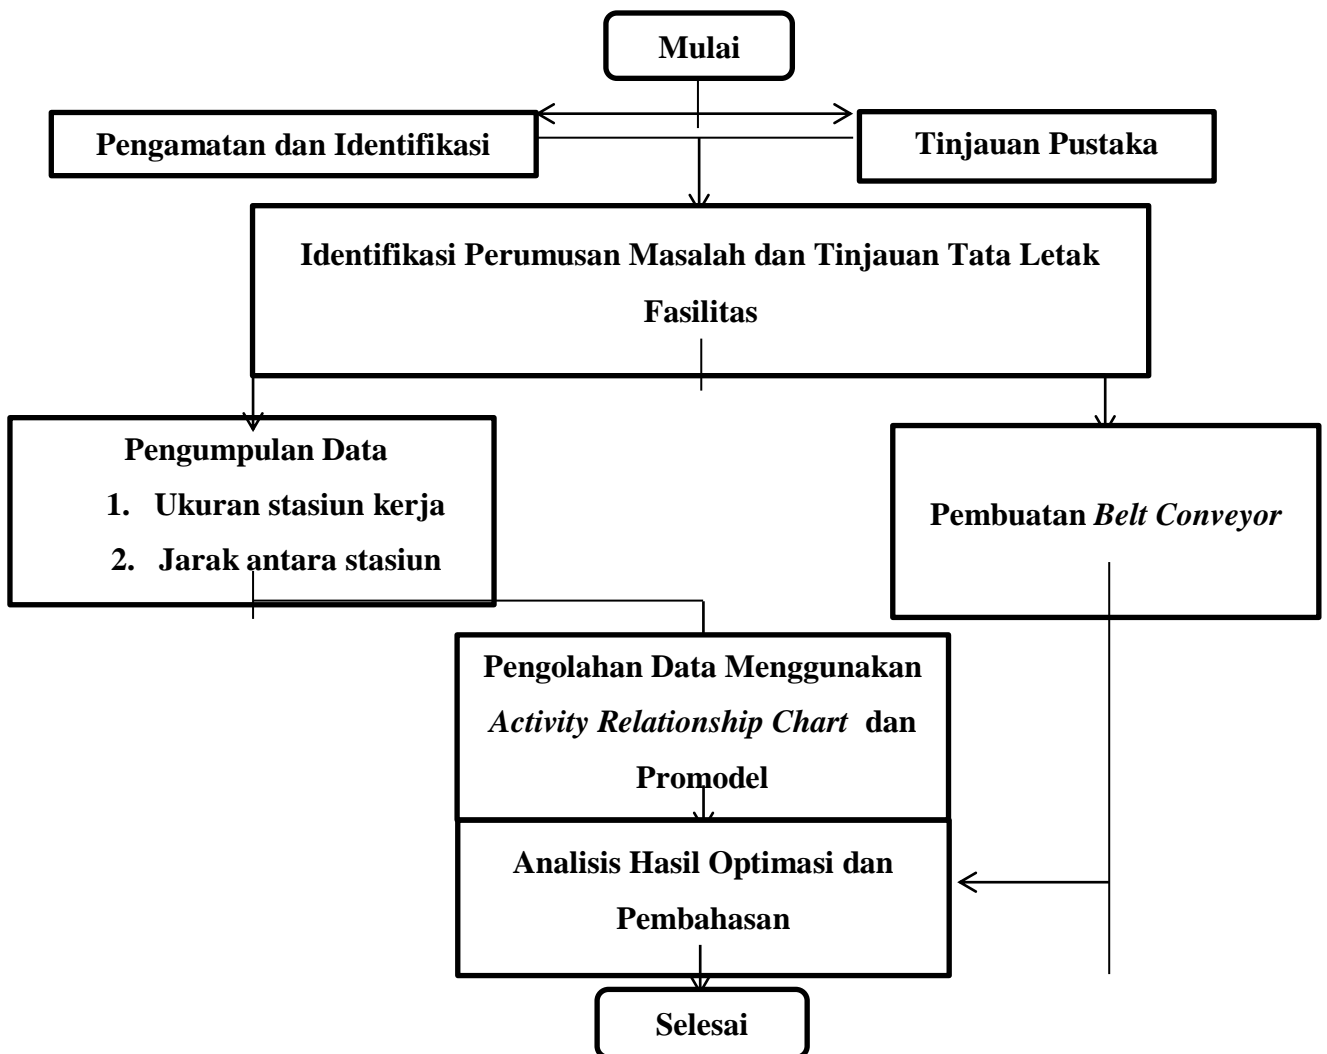 Mulai
Pengamatan dan Identifikasi
Tinjauan Pustaka
Identifikasi Perumusan Masalah dan Tinjauan Tata Letak
Fasilitas
Pengumpulan Data
1. Ukuran stasiun kerja
2. Jarak antara stasiun
Pembuatan Belt Conveyor
Pengolahan Data Menggunakan
Activity Relationship Chart dan
Promodel
Analisis Hasil Optimasi dan
Pembahasan
Selesai